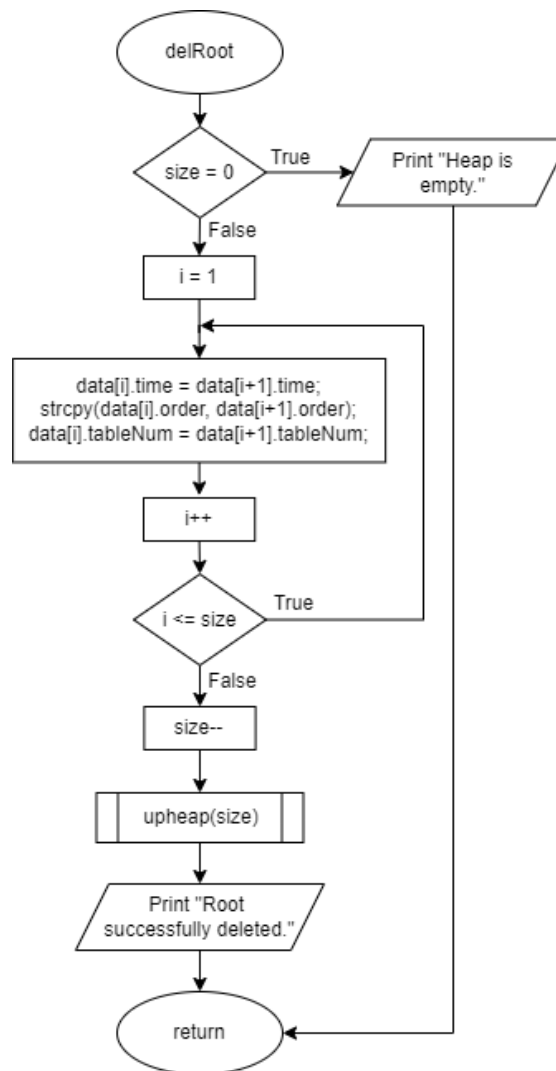 delRoot
size = 0
True
Print "Heap is
empty."
False
i = 1
data[i].time = data[i+1].time;
strcpy(data[i].order, data[i+1].order);
data[i].tableNum = data[i+1].tableNum;
i++
i <= size
True
False
size--
upheap(size)
Print "Root
successfully deleted."
return